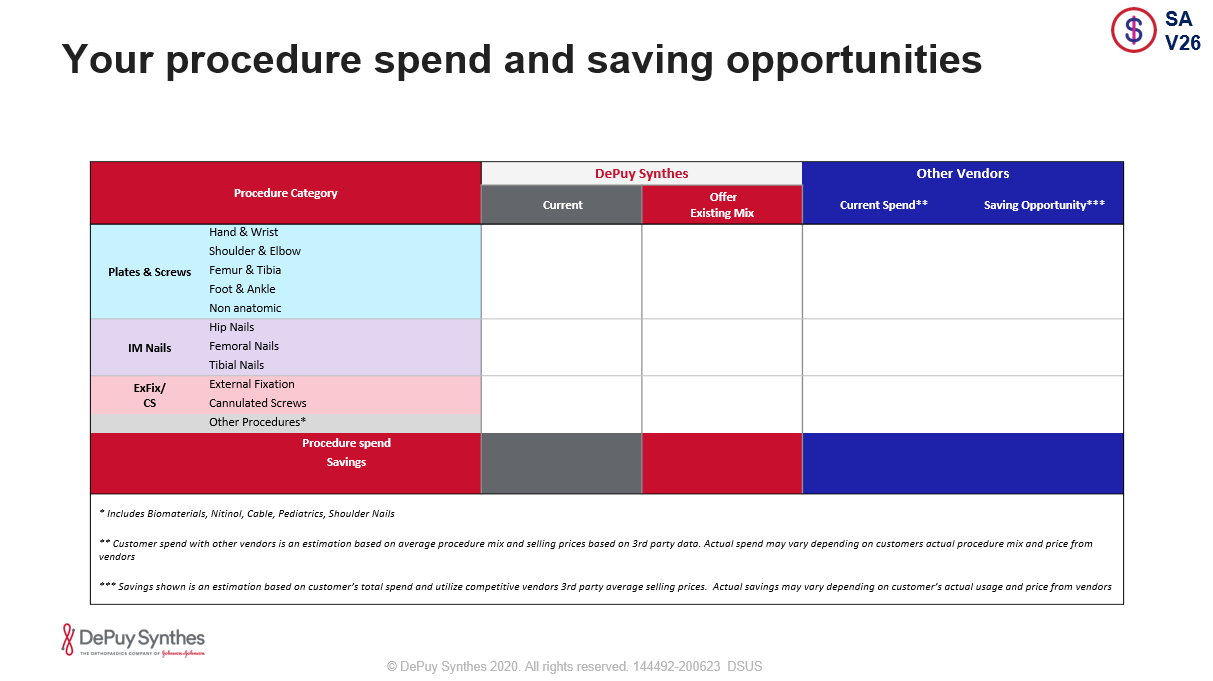 SA
V26
Your procedure spend and saving opportunities
Procedure Category
DePuy Synthes
Other Vendors
Current
Offer
Existing Mix
Current Spend**
Saving Opportunity***
Plates & Screws
Hand & Wrist
Shoulder & Elbow
Femur & Tibia
Foot & Ankle
Non anatomic
IM Nails
Hip Nails
Femoral Nails
Tibial Nails
ExFix/
CS
External Fixation
Cannulated Screws
Other Procedures*
Procedure spend
Savings
* Includes Biomaterials, Nitinol, Cable, Pediatrics, Shoulder Nails
** Customer spend with other vendors is an estimation based on average procedure mix and selling prices based on 3rd party data. Actual spend may vary depending on customers actual procedure mix and price from
vendors
*** Savings shown is an estimation based on customer's total spend and utilize competitive vendors 3rd party average selling prices. Actual savings may vary depending on customer's actual usage and price from vendors
DePuy Synthes
THE ORTHOPAEDICS COMPANY OF Johnson & Johnson
© DePuy Synthes 2020. All rights reserved. 144492-200623 DSUS